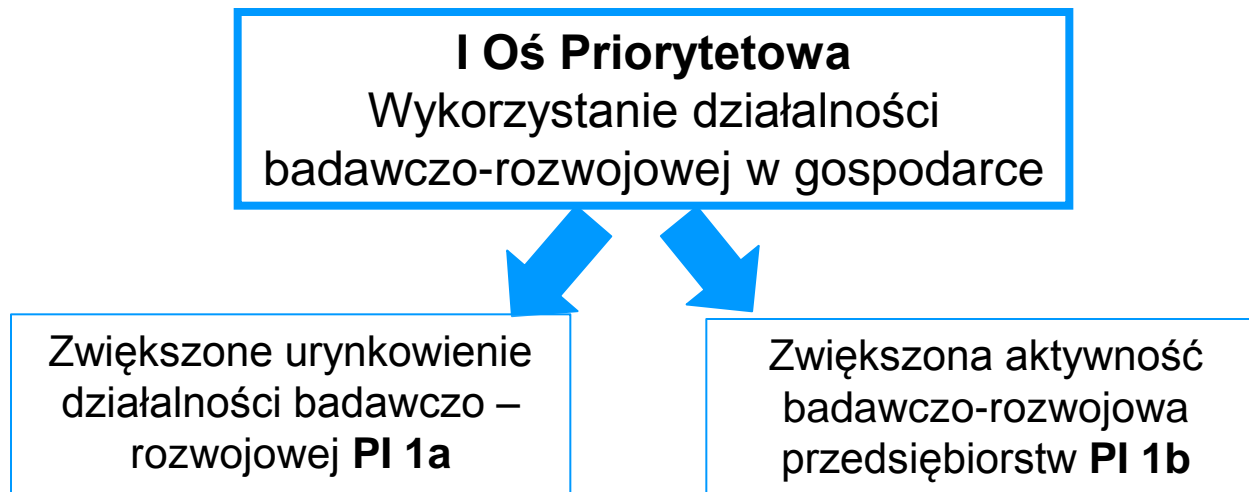 I Oś Priorytetowa
Wykorzystanie działalności
badawczo-rozwojowej w gospodarce
Zwiększone urynkowienie
działalności badawczo –
rozwojowej PI 1a
Zwiększona aktywność
badawczo-rozwojowa
przedsiębiorstw PI 1b